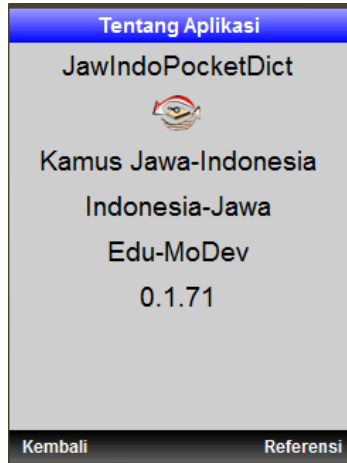 Tentang Aplikasi
JawIndoPocketDict
Kamus Jawa-Indonesia
Indonesia-Jawa
Edu-MoDev
0.1.71
Kembali Referensi